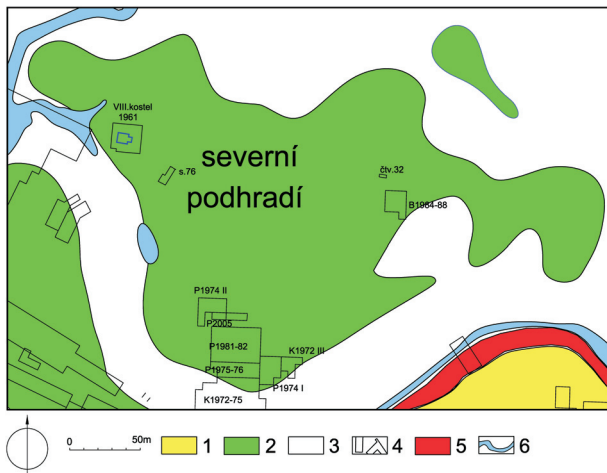 VIII.kostel
1961
severní
podhradí
s.76
čtv.32
B1984-88
P1974 II
P2005
P1981-82
K1972 III
P1975-76
P1974 I
K1972-75
0 50m
1 2 3 4 5 6